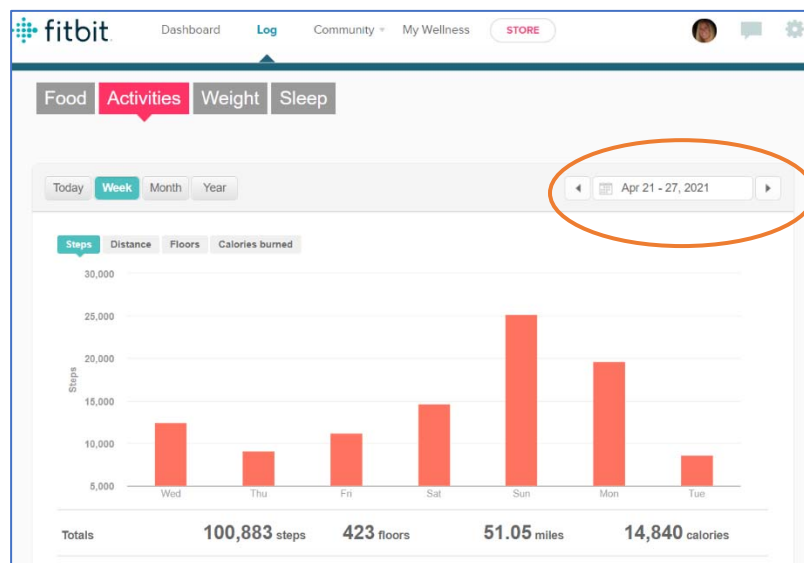 fitbit Dashboard Log Community My Wellness STORE
Food Activities Weight Sleep
Today Week Month Year Apr 21 - 27, 2021
Steps Distance Floors Calories burned
30,000
25,000
20,000
15,000
10,000
5,000
Steps
Wed Thu Fri Sat Sun Mon Tue
Totals 100,883 steps 423 floors 51.05 miles 14,840 calories